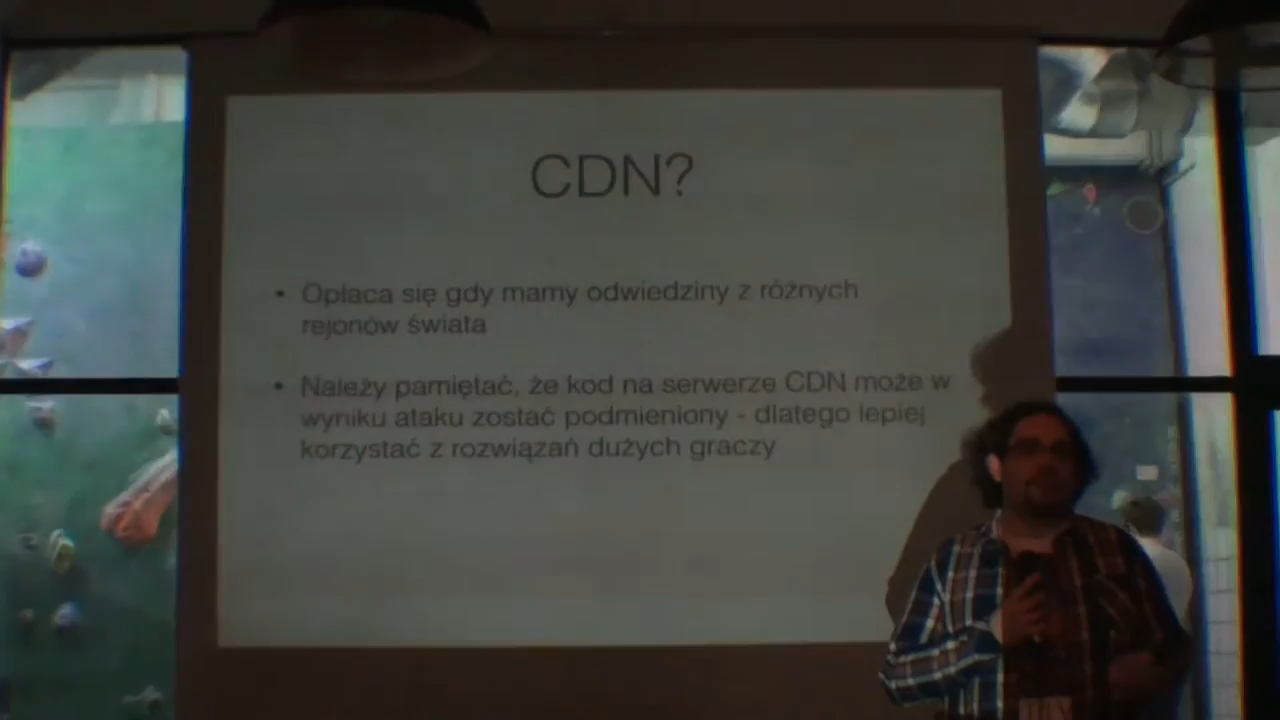 CDN?
• Opłaca się gdy mamy odwiedziny z różnych
rejonów świata
• Należy pamiętać, że kod na serwerze CDN może w
wyniku ataku zostać podmieniony - dlatego lepiej
korzystać z rozwiązań dużych graczy